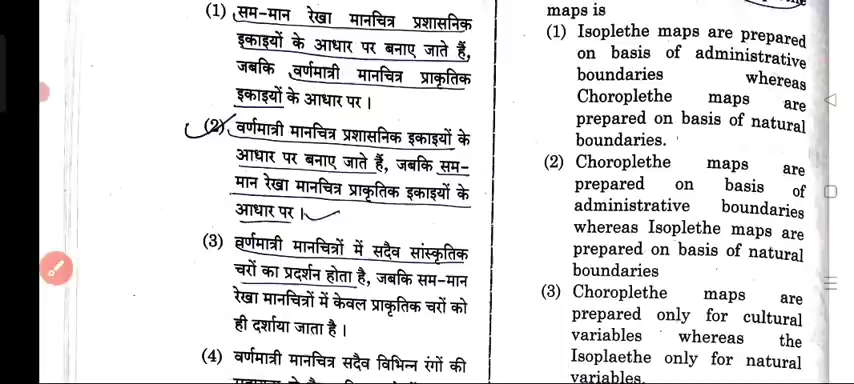 (1) सम-मान रेखा मानचित्र प्रशासनिक
इकाइयों के आधार पर बनाए जाते हैं,
जबकि वर्णमात्री मानचित्र प्राकृतिक
इकाइयों के आधार पर ।
(2) वर्णमात्री मानचित्र प्रशासनिक इकाइयों के
आधार पर बनाए जाते हैं, जबकि सम-
मान रेखा मानचित्र प्राकृतिक इकाइयों के
आधार पर ।
(3) वर्णमात्री मानचित्रों में सदैव सांस्कृतिक
चरों का प्रदर्शन होता है, जबकि सम-मान
रेखा मानचित्रों में केवल प्राकृतिक चरों को
ही दर्शाया जाता है ।
(4) वर्णमात्री मानचित्र सदैव विभिन्न रंगों की
maps is
(1) Isoplethe maps are prepared
on basis of administrative
boundaries whereas
Choroplethe maps are
prepared on basis of natural
boundaries.
(2) Choroplethe maps are
prepared on basis of
administrative boundaries
whereas Isoplethe maps are
prepared on basis of natural
boundaries
(3) Choroplethe maps are
prepared only for cultural
variables whereas the
Isoplaethe only for natural
variables.